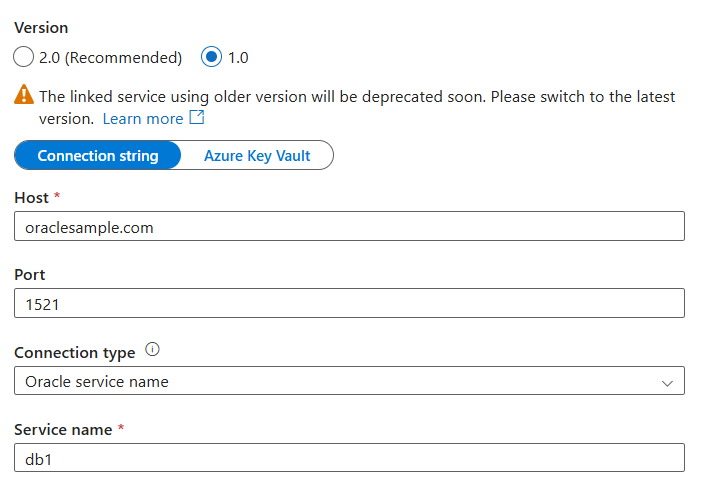 Version
2.0 (Recommended) 1.0
The linked service using older version will be deprecated soon. Please switch to the latest
version. Learn more
Connection string Azure Key Vault
Host *
oraclesample.com
Port
1521
Connection type
Oracle service name
Service name *
db1